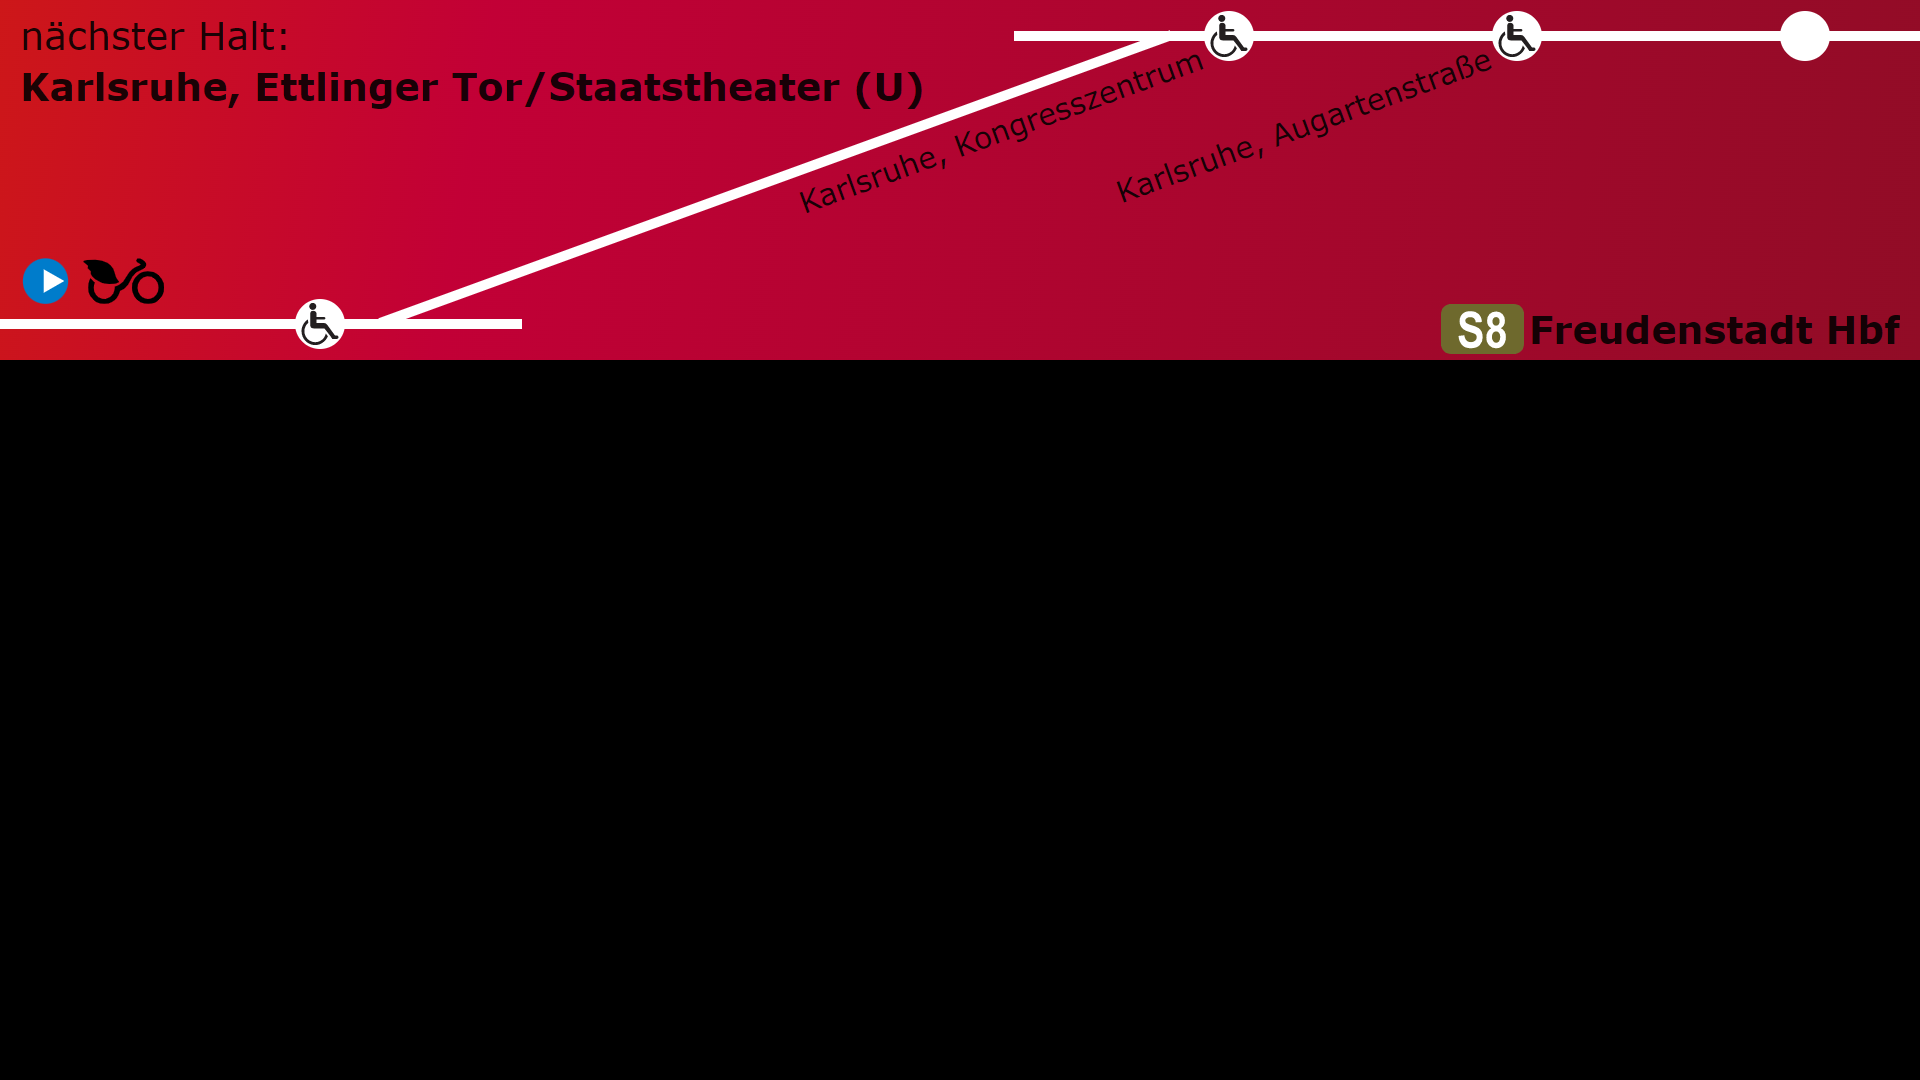 nächster Halt:
Karlsruhe, Ettlinger Tor/Staatstheater (U)
Karlsruhe, Kongresszentrum
Karlsruhe, Augartenstraße
S8 Freudenstadt Hbf